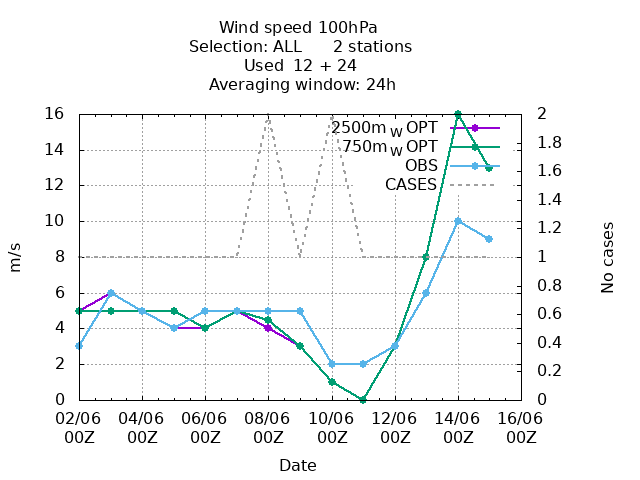 Wind speed 100hPa
Selection: ALL 2 stations
Used 12 + 24
Averaging window: 24h
16 2
14 1.8
12 1.6
10 1.4
8 1.2
6 1
4 0.8
2 0.6
0 0.4
0.2
0
2500m_W OPT
750m_W OPT
OBS
CASES
m/s
No cases
02/06 04/06 06/06 08/06 10/06 12/06 14/06 16/06
00Z 00Z 00Z 00Z 00Z 00Z 00Z 00Z
Date